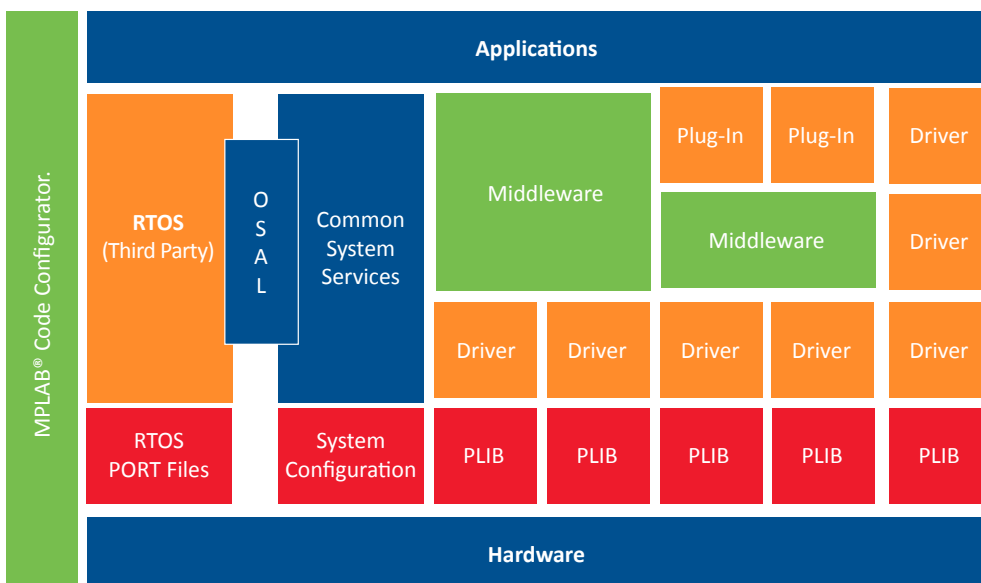 MPLAB® Code Configurator.
Applications
RTOS
(Third Party)
O
S
A
L
Common
System
Services
Middleware
Plug-In
Plug-In
Driver
Middleware
Driver
Driver
Driver
Driver
Driver
Driver
RTOS
PORT Files
System
Configuration
PLIB
PLIB
PLIB
PLIB
PLIB
Hardware